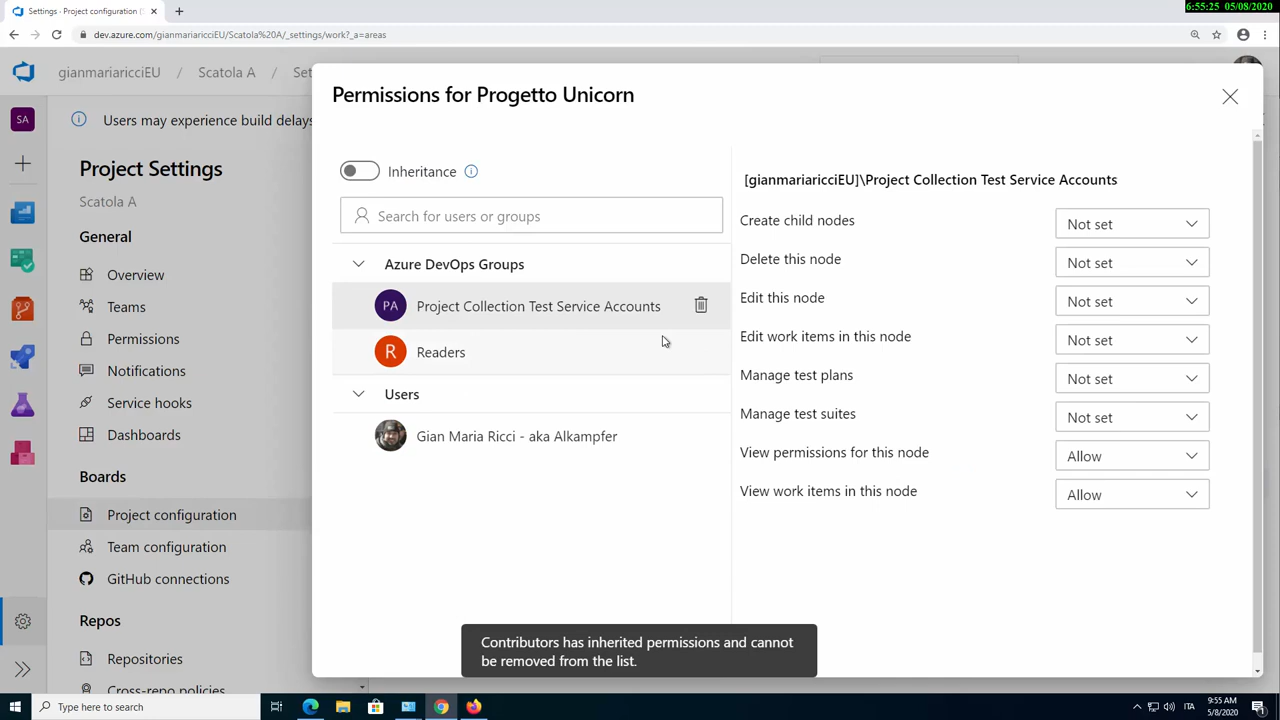 6:55:25 05/08/2020
Settings - Project configuration (S
dev.azure.com/gianmariaricciEU/Scatola%20A/_settings/work?_a=areas
gianmariaricciEU / Scatola A / Set
SA
Users may experience build delays
Project Settings
Scatola A
General
Overview
Teams
Permissions
Notifications
Service hooks
Dashboards
Boards
Project configuration
Team configuration
GitHub connections
Repos
Repositories
Cross-repo policies
Permissions for Progetto Unicorn
Inheritance
Search for users or groups
Azure DevOps Groups
PA Project Collection Test Service Accounts
R Readers
Users
Gian Maria Ricci - aka Alkampfer
[gianmariaricciEU]\Project Collection Test Service Accounts
Create child nodes Not set
Delete this node Not set
Edit this node Not set
Edit work items in this node Not set
Manage test plans Not set
Manage test suites Not set
View permissions for this node Allow
View work items in this node Allow
Contributors has inherited permissions and cannot
be removed from the list.
Type here to search
ITA
9:55 AM
5/8/2020
1